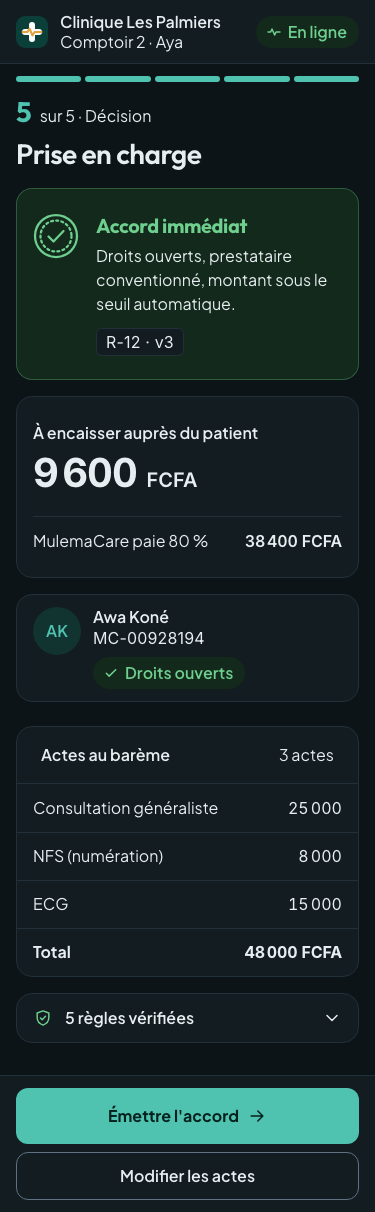 Clinique Les Palmiers
Comptoir 2 · Aya
En ligne
5 sur 5 · Décision
Prise en charge
Accord immédiat
Droits ouverts, prestataire
conventionné, montant sous le
seuil automatique.
R-12 · v3
À encaisser auprès du patient
9 600 FCFA
MulemaCare paie 80 % 38 400 FCFA
AK
Awa Koné
MC-00928194
Droits ouverts
Actes au barème 3 actes
Consultation généraliste 25 000
NFS (numération) 8 000
ECG 15 000
Total 48 000 FCFA
5 règles vérifiées
Émettre l'accord →
Modifier les actes